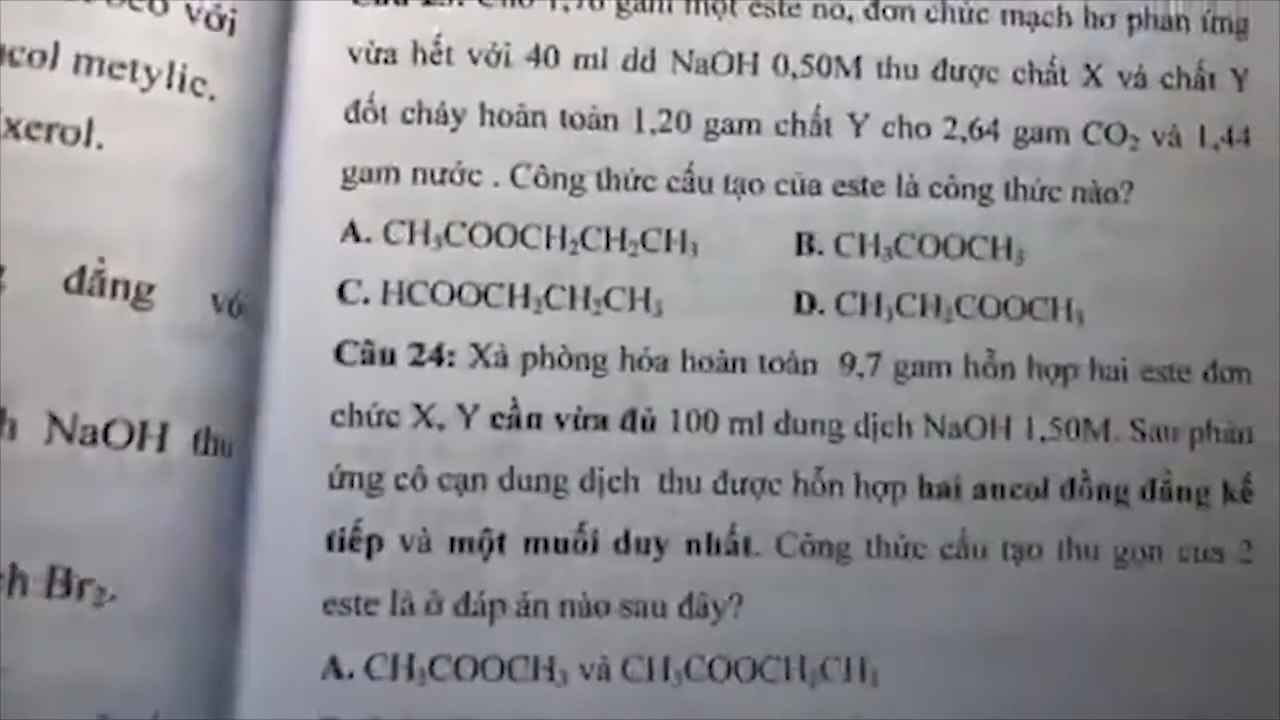 với
col metylic.
xerol.
đẳng
NaOH thu
h Br₂,
1,76 gam một este no, đơn chức mạch hở phản ứng
vừa hết với 40 ml dd NaOH 0,50M thu được chất X và chất Y
đốt cháy hoàn toàn 1,20 gam chất Y cho 2,64 gam CO₂ và 1,44
gam nước . Công thức cấu tạo của este là công thức nào?
A. CH₃COOCH₂CH₂CH₃ B. CH₃COOCH₃
C. HCOOCH₂CH₂CH₃ D. CH₃CH₂COOCH₃
Câu 24: Xà phòng hóa hoàn toàn 9,7 gam hỗn hợp hai este đơn
chức X, Y cần vừa đủ 100 ml dung dịch NaOH 1,50M. Sau phản
ứng cô cạn dung dịch thu được hỗn hợp hai ancol đồng đẳng kế
tiếp và một muối duy nhất. Công thức cấu tạo thu gọn của 2
este là ở đáp án nào sau đây?
A. CH₃COOCH₃ và CH₃COOCH₂CH₃